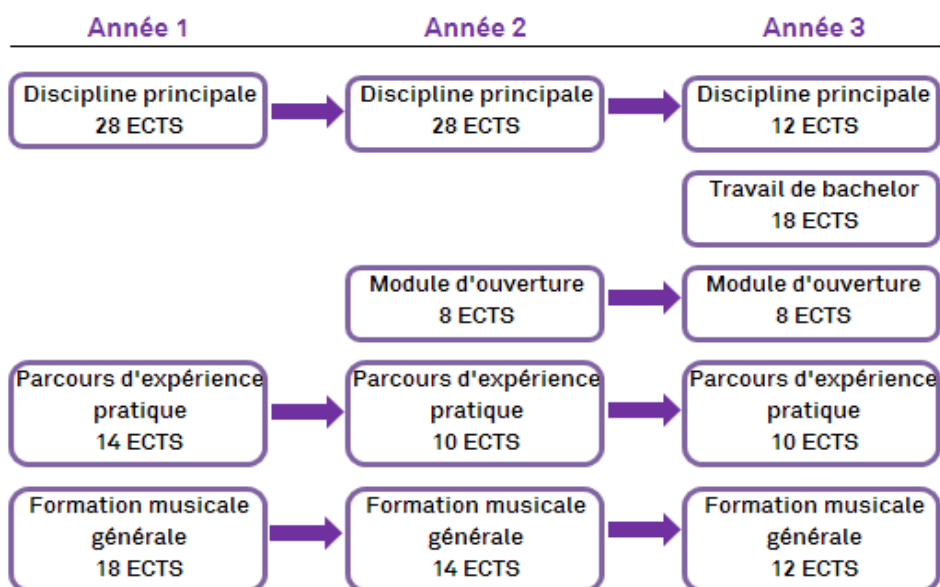 Année 1
Année 2
Année 3
Discipline principale
28 ECTS
Discipline principale
28 ECTS
Discipline principale
12 ECTS
Travail de bachelor
18 ECTS
Module d'ouverture
8 ECTS
Module d'ouverture
8 ECTS
Parcours d'expérience
pratique
14 ECTS
Parcours d'expérience
pratique
10 ECTS
Parcours d'expérience
pratique
10 ECTS
Formation musicale
générale
18 ECTS
Formation musicale
générale
14 ECTS
Formation musicale
générale
12 ECTS